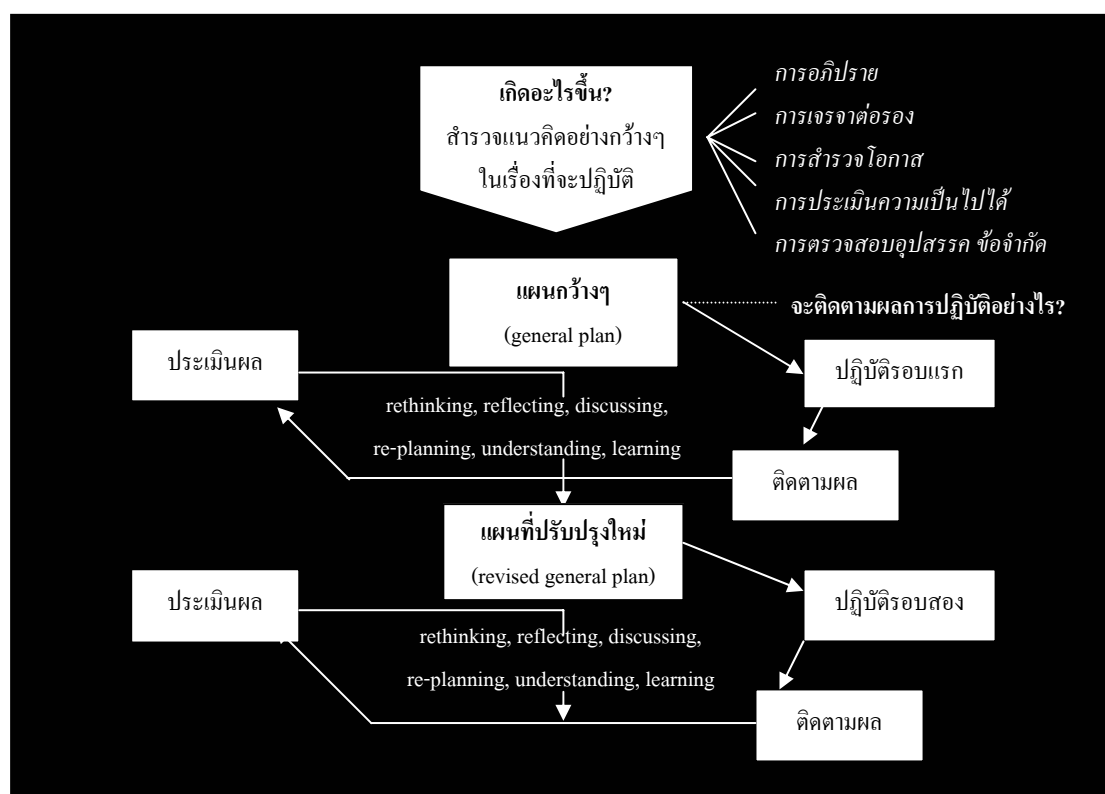 เกิดอะไรขึ้น?
สำรวจแนวคิดอย่างกว้างๆ
ในเรื่องที่จะปฏิบัติ
การอภิปราย
การเจรจาต่อรอง
การสำรวจโอกาส
การประเมินความเป็นไปได้
การตรวจสอบอุปสรรค ข้อจำกัด
แผนกว้างๆ
(general plan)
จะติดตามผลการปฏิบัติอย่างไร?
ประเมินผล
ปฏิบัติรอบแรก
rethinking, reflecting, discussing,
re-planning, understanding, learning
ติดตามผล
แผนที่ปรับปรุงใหม่
(revised general plan)
ประเมินผล
ปฏิบัติรอบสอง
rethinking, reflecting, discussing,
re-planning, understanding, learning
ติดตามผล